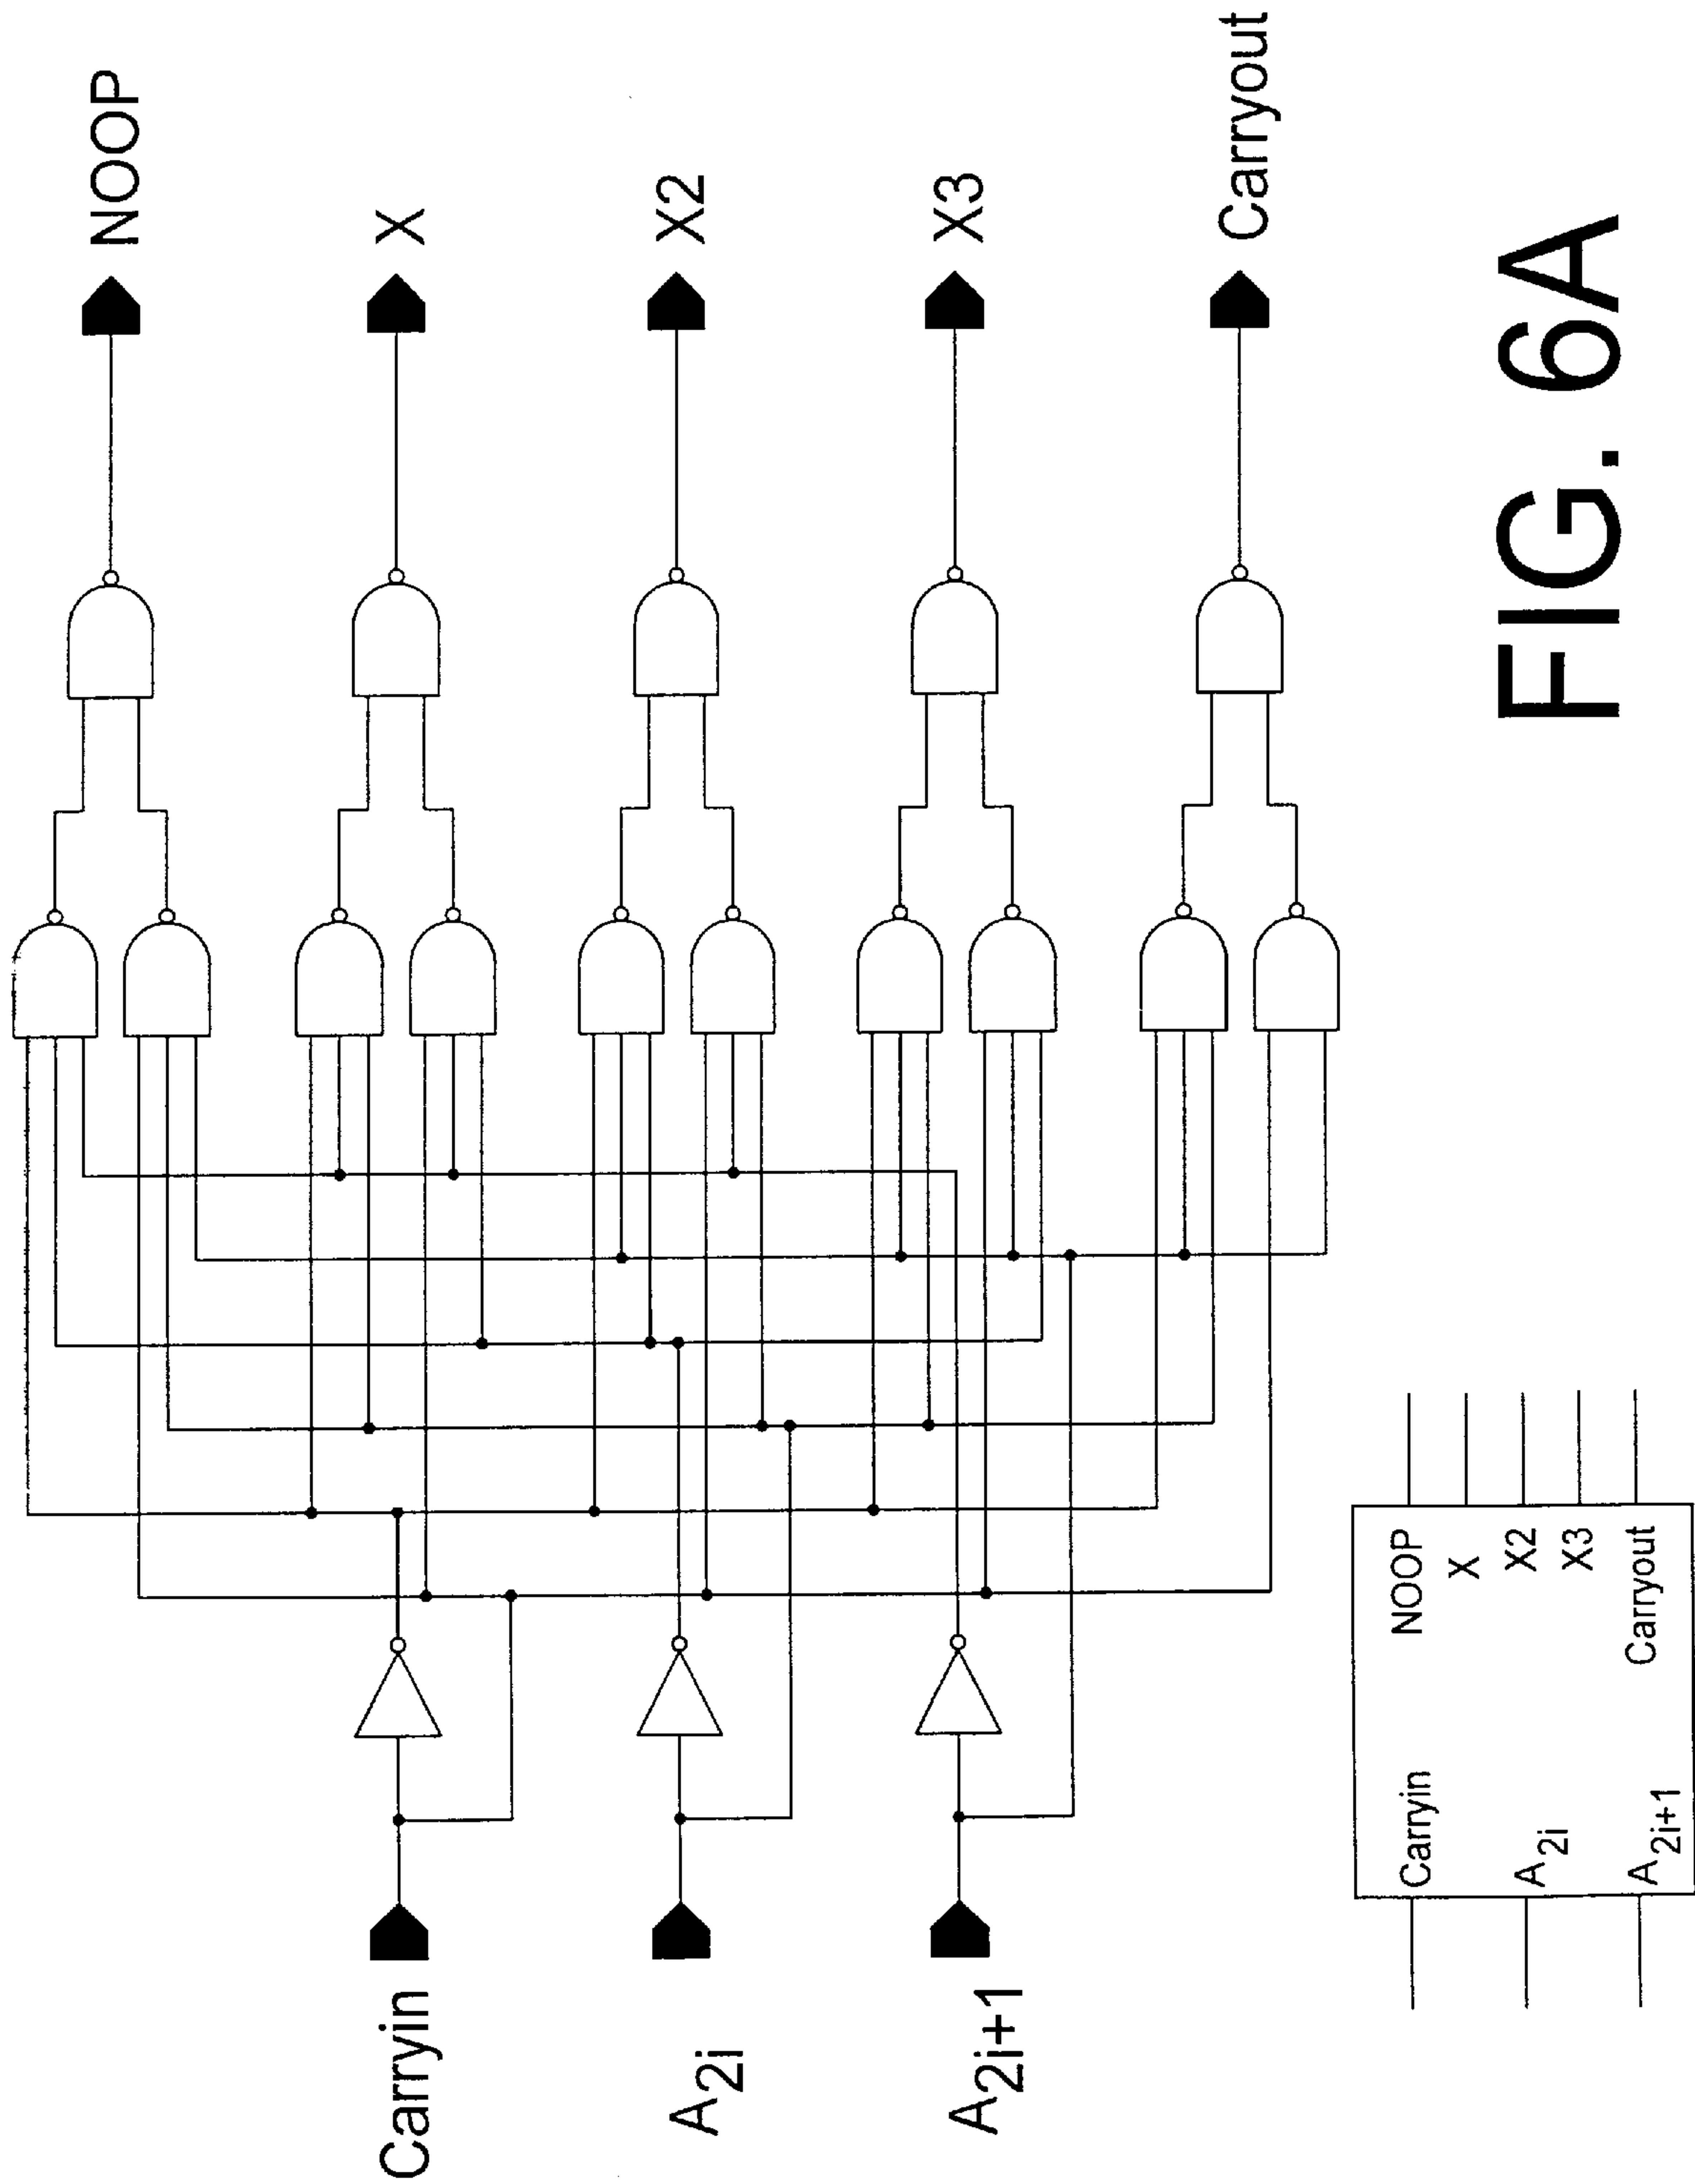 Carryin
A2i
A2i+1
NOOP
X
X2
X3
Carryout
Carryin
A2i
A2i+1
NOOP
X
X2
X3
Carryout
FIG. 6A